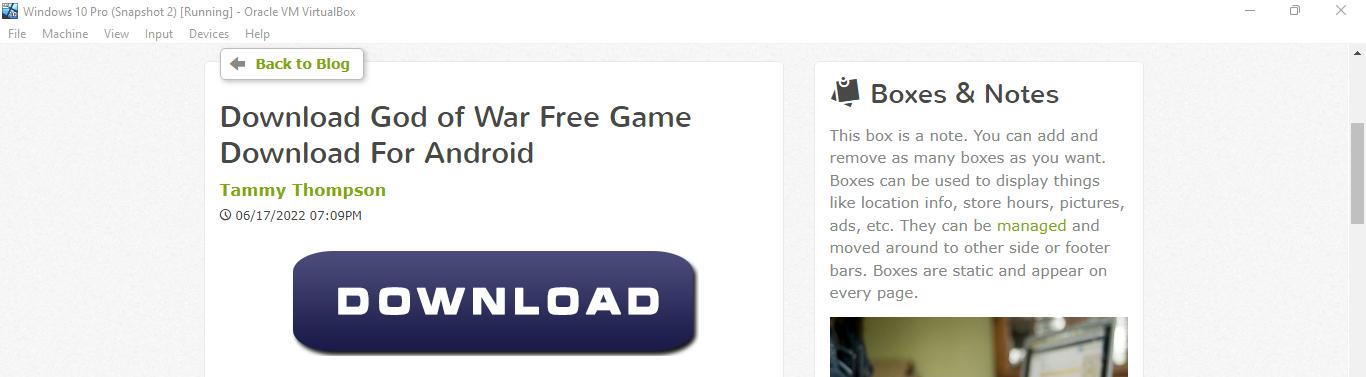 Windows 10 Pro (Snapshot 2) [Running] - Oracle VM VirtualBox
File Machine View Input Devices Help
Back to Blog
Download God of War Free Game
Download For Android
Tammy Thompson
06/17/2022 07:09PM
DOWNLOAD
Boxes & Notes
This box is a note. You can add and
remove as many boxes as you want.
Boxes can be used to display things
like location info, store hours, pictures,
ads, etc. They can be managed and
moved around to other side or footer
bars. Boxes are static and appear on
every page.